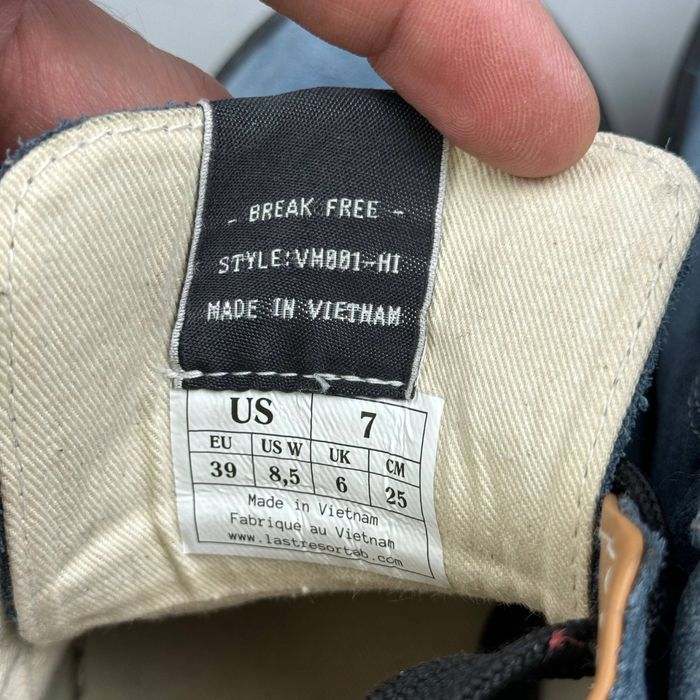 - BREAK FREE -
STYLE:VM001-HI
MADE IN VIETNAM
US 7
EU US W UK CM
39 8,5 6 25
Made in Vietnam
Fabrique au Vietnam
www.lastresortab.com